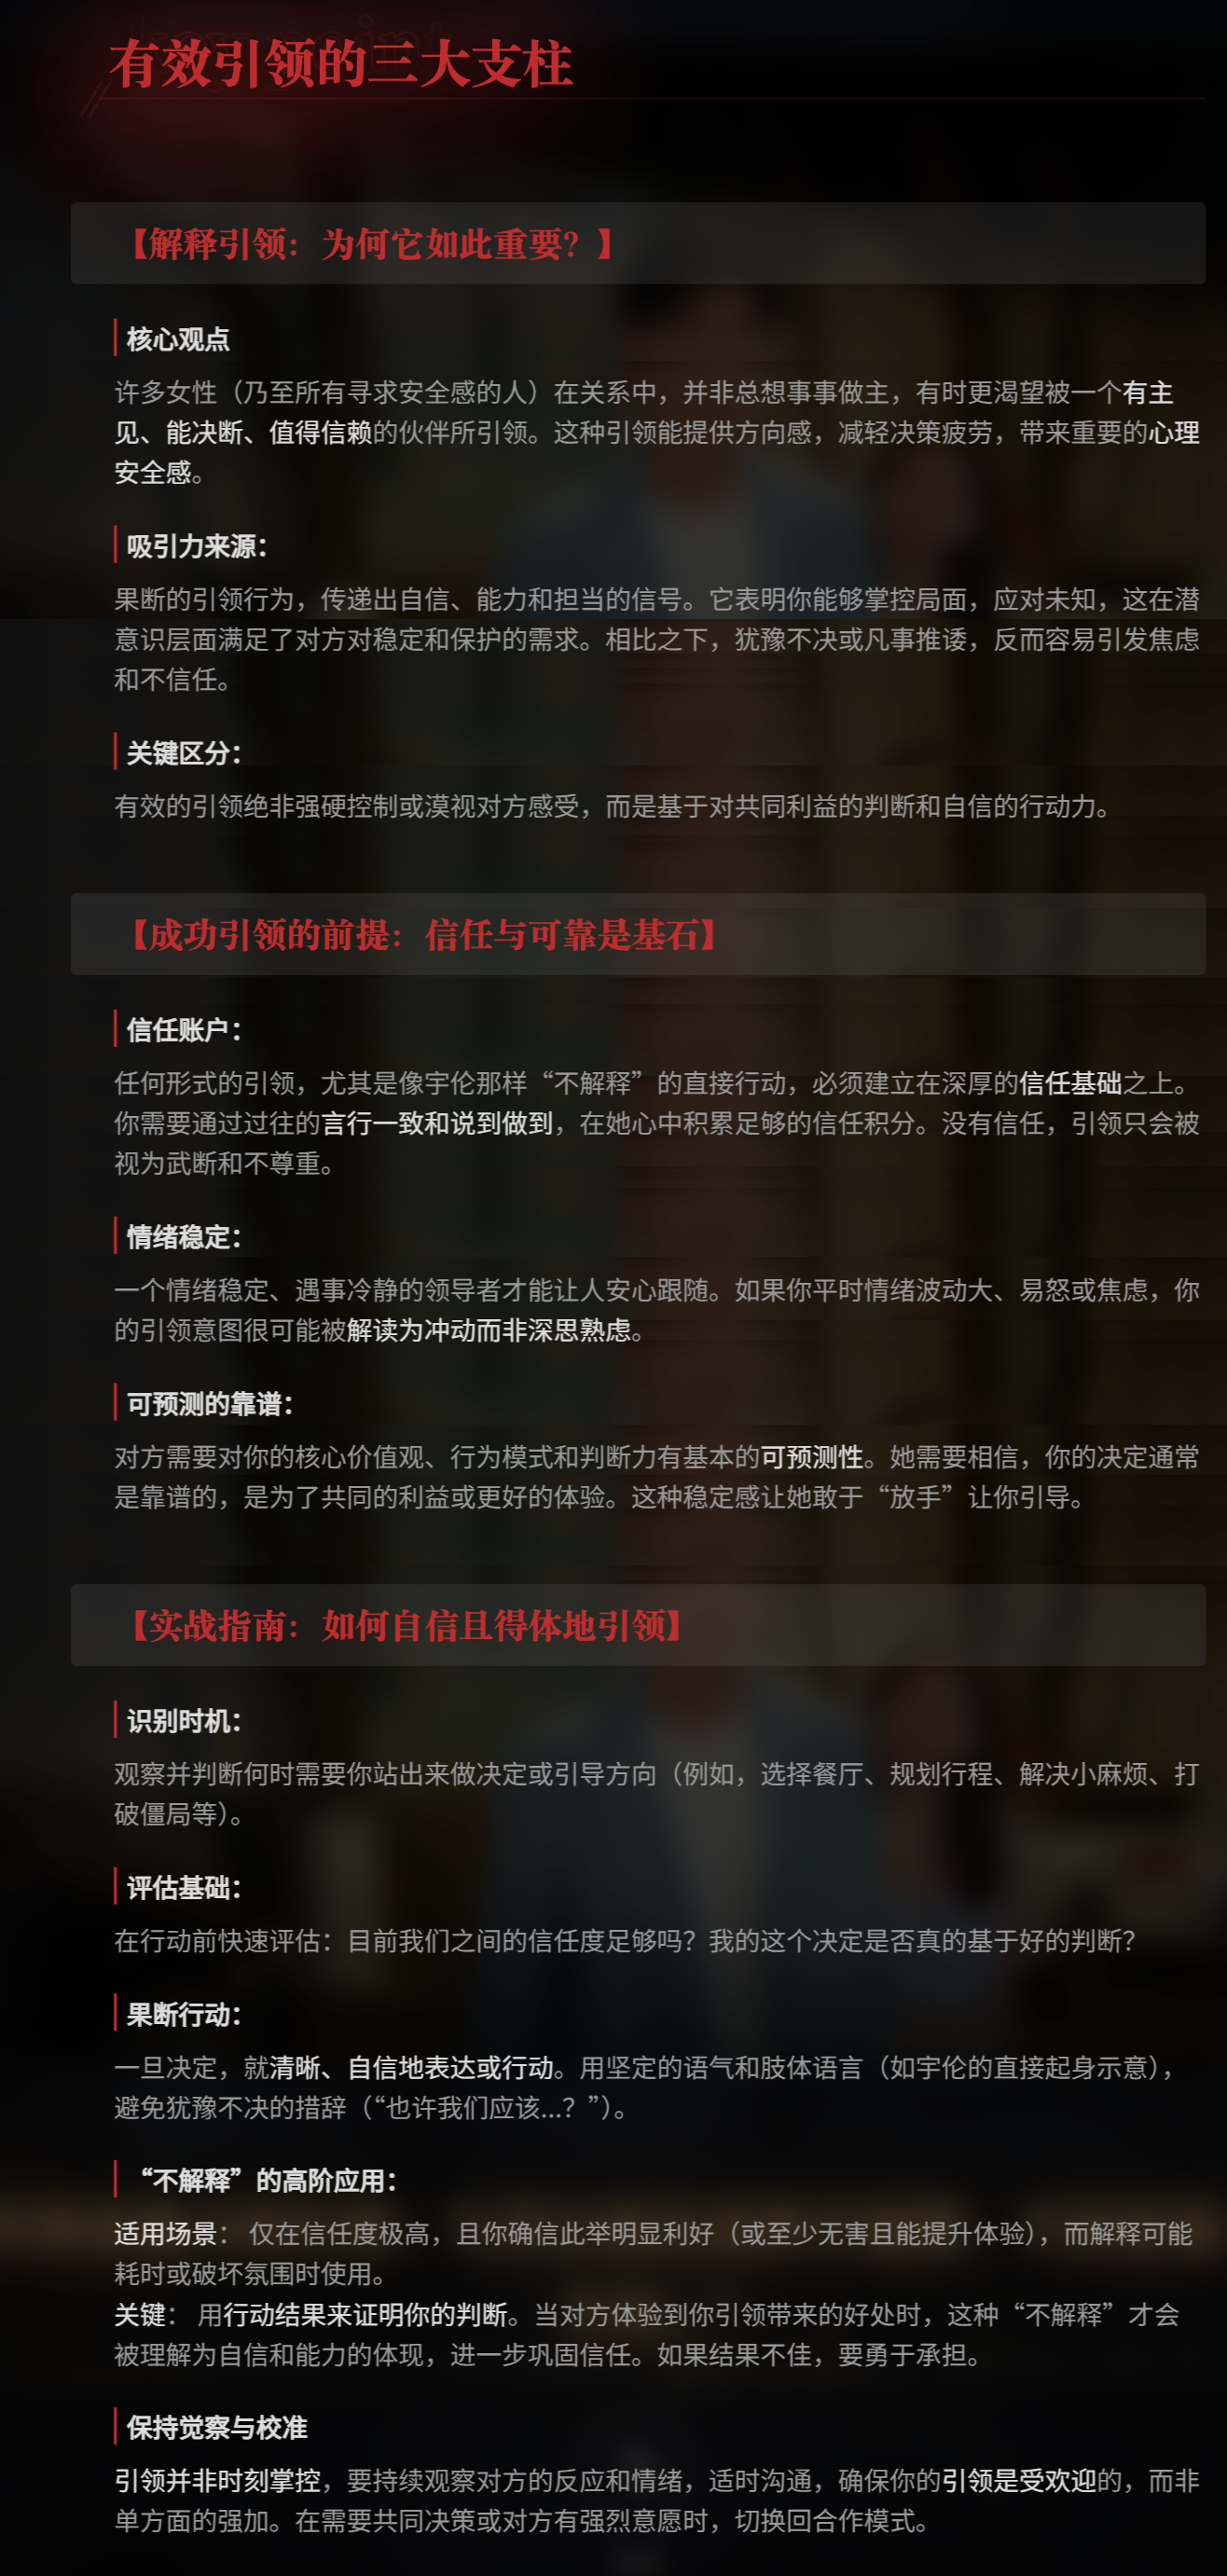 有效引领的三大支柱
【解释引领：为何它如此重要？】
核心观点
许多女性（乃至所有寻求安全感的人）在关系中，并非总想事事做主，有时更渴望被一个有主
见、能决断、值得信赖的伙伴所引领。这种引领能提供方向感，减轻决策疲劳，带来重要的心理
安全感。
吸引力来源：
果断的引领行为，传递出自信、能力和担当的信号。它表明你能够掌控局面，应对未知，这在潜
意识层面满足了对方对稳定和保护的需求。相比之下，犹豫不决或凡事推诿，反而容易引发焦虑
和不信任。
关键区分：
有效的引领绝非强硬控制或漠视对方感受，而是基于对共同利益的判断和自信的行动力。
【成功引领的前提：信任与可靠是基石】
信任账户：
任何形式的引领，尤其是像宇伦那样“不解释”的直接行动，必须建立在深厚的信任基础之上。
你需要通过过往的言行一致和说到做到，在她心中积累足够的信任积分。没有信任，引领只会被
视为武断和不尊重。
情绪稳定：
一个情绪稳定、遇事冷静的领导者才能让人安心跟随。如果你平时情绪波动大、易怒或焦虑，你
的引领意图很可能被解读为冲动而非深思熟虑。
可预测的靠谱：
对方需要对你的核心价值观、行为模式和判断力有基本的可预测性。她需要相信，你的决定通常
是靠谱的，是为了共同的利益或更好的体验。这种稳定感让她敢于“放手”让你引导。
【实战指南：如何自信且得体地引领】
识别时机：
观察并判断何时需要你站出来做决定或引导方向（例如，选择餐厅、规划行程、解决小麻烦、打
破僵局等）。
评估基础：
在行动前快速评估：目前我们之间的信任度足够吗？我的这个决定是否真的基于好的判断？
果断行动：
一旦决定，就清晰、自信地表达或行动。用坚定的语气和肢体语言（如宇伦的直接起身示意），
避免犹豫不决的措辞（“也许我们应该...？”）。
“不解释”的高阶应用：
适用场景： 仅在信任度极高，且你确信此举明显利好（或至少无害且能提升体验），而解释可能
耗时或破坏氛围时使用。
关键： 用行动结果来证明你的判断。当对方体验到你引领带来的好处时，这种“不解释”才会
被理解为自信和能力的体现，进一步巩固信任。如果结果不佳，要勇于承担。
保持觉察与校准
引领并非时刻掌控，要持续观察对方的反应和情绪，适时沟通，确保你的引领是受欢迎的，而非
单方面的强加。在需要共同决策或对方有强烈意愿时，切换回合作模式。